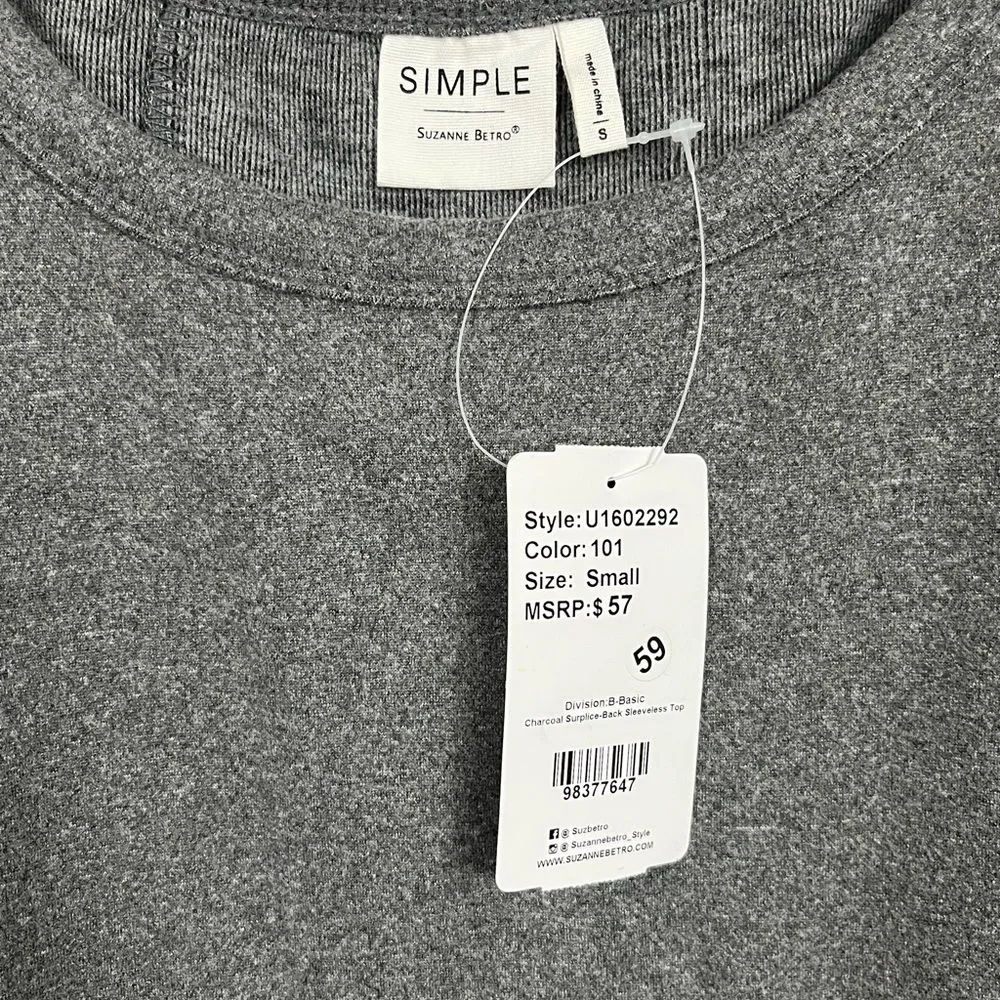 SIMPLE
SUZANNE BETRO®
made in china | S
Style: U1602292
Color: 101
Size: Small
MSRP:$ 57
59
Division:B-Basic
Charcoal Surplice-Back Sleeveless Top
98377647
@ Suzbetro
@ Suzannebetro_Style
WWW.SUZANNEBETRO.COM